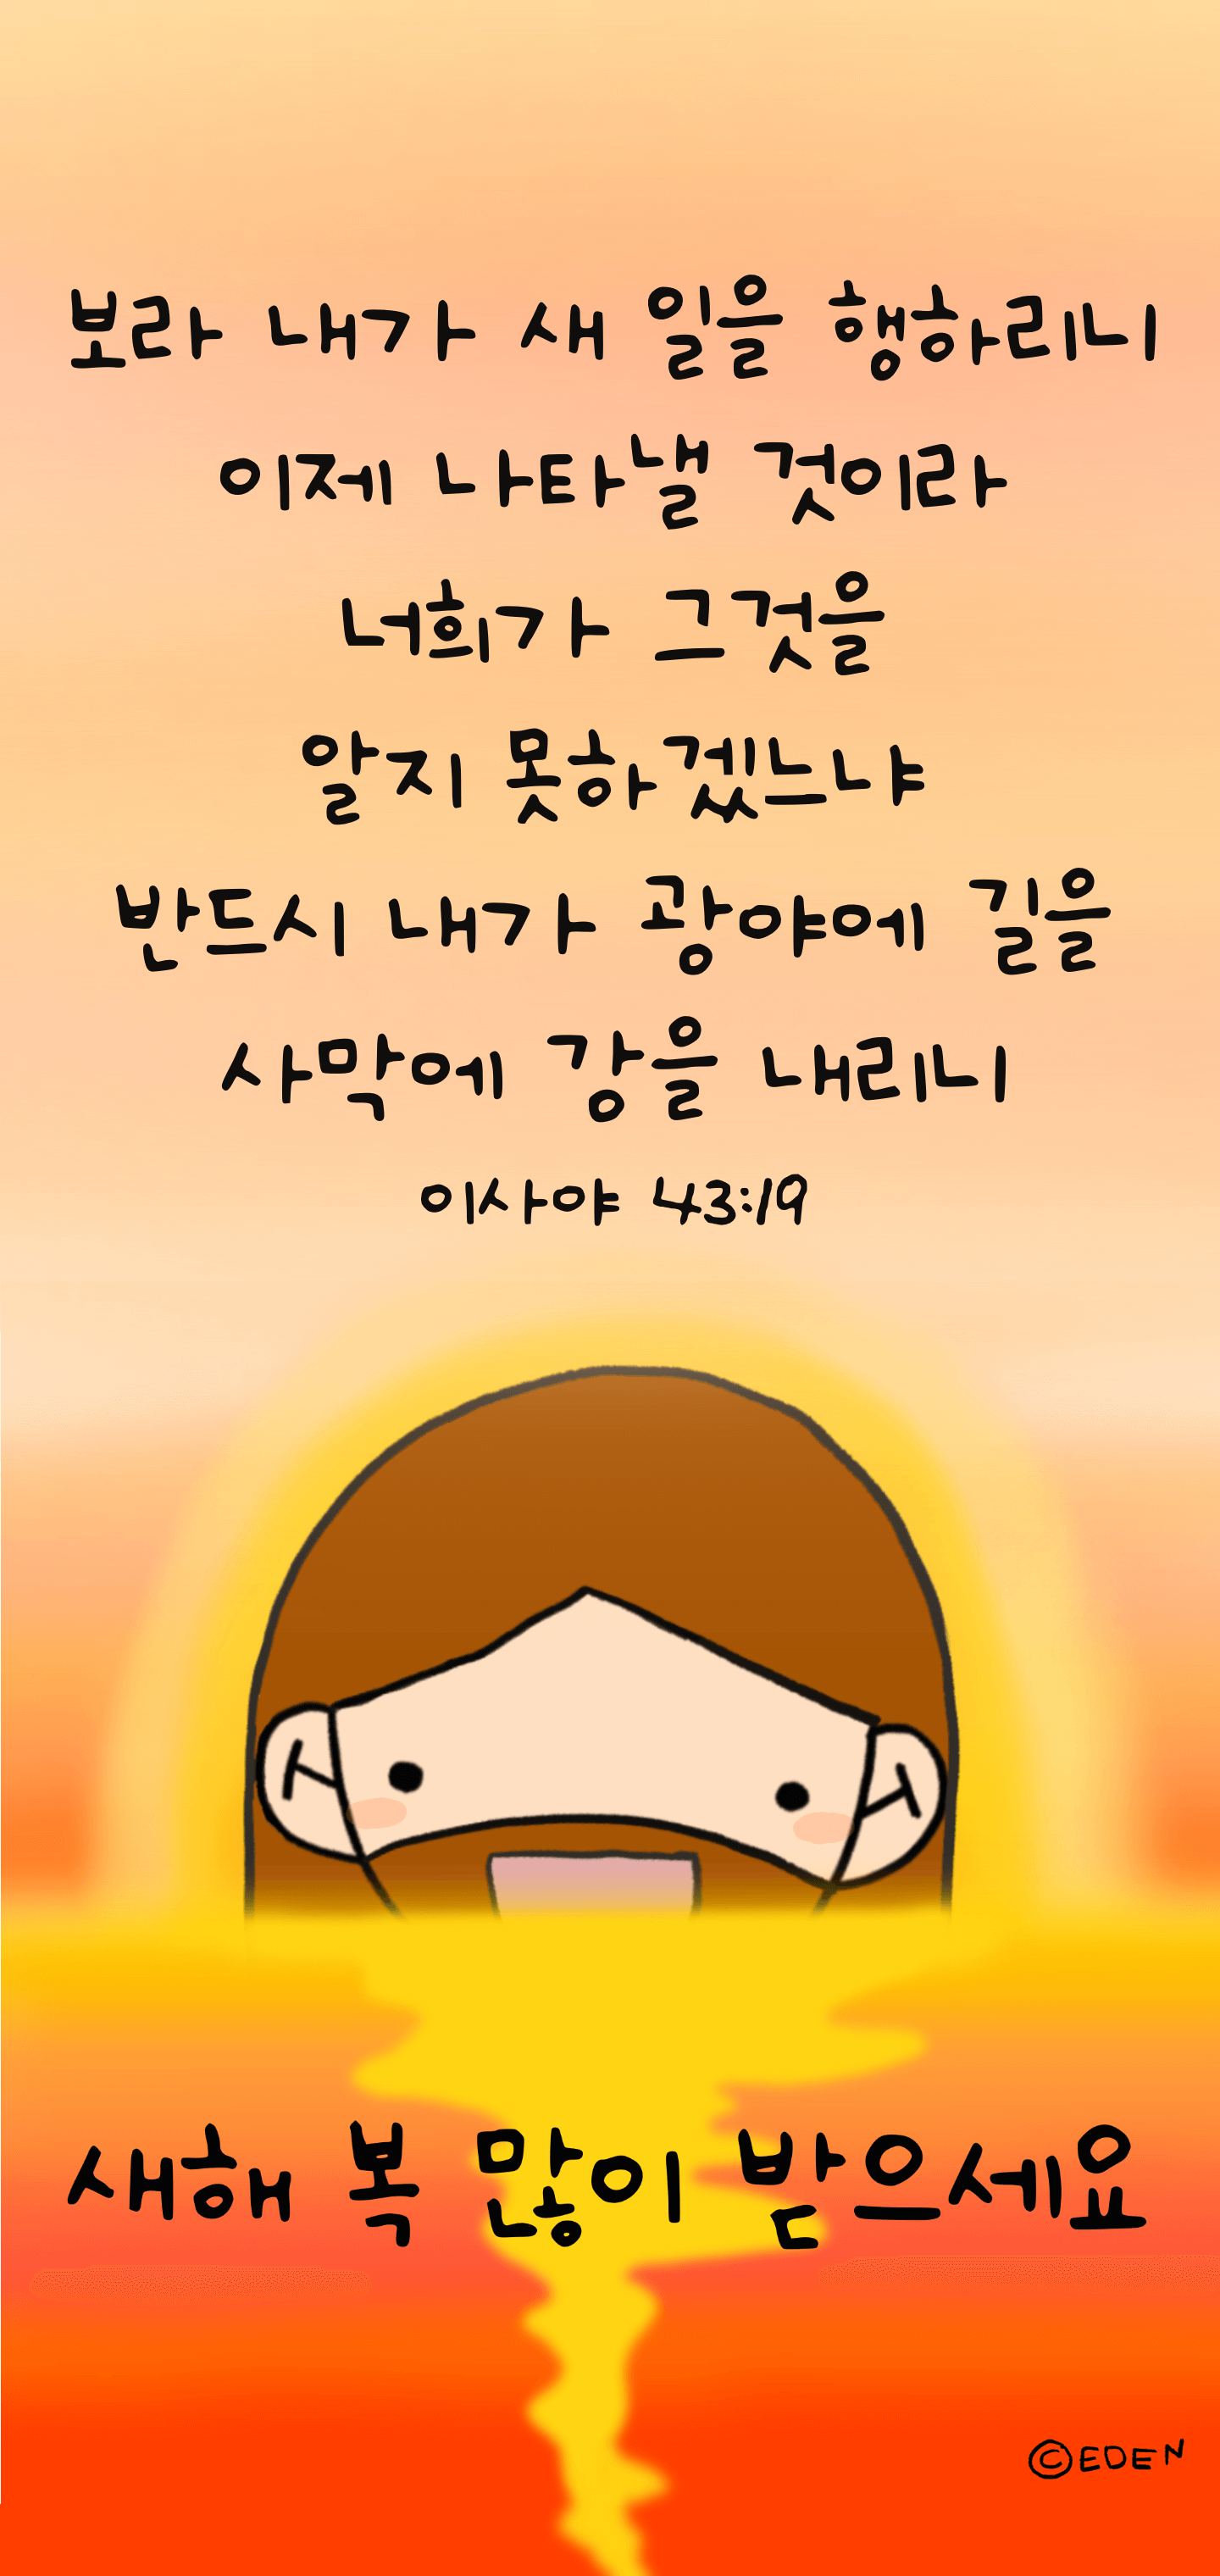 보라 내가 새 일을 행하리니
이제 나타낼 것이라
너희가 그것을
알지 못하겠느냐
반드시 내가 광야에 길을
사막에 강을 내리니
이사야 43:19
새해 복 많이 받으세요
©EDEN